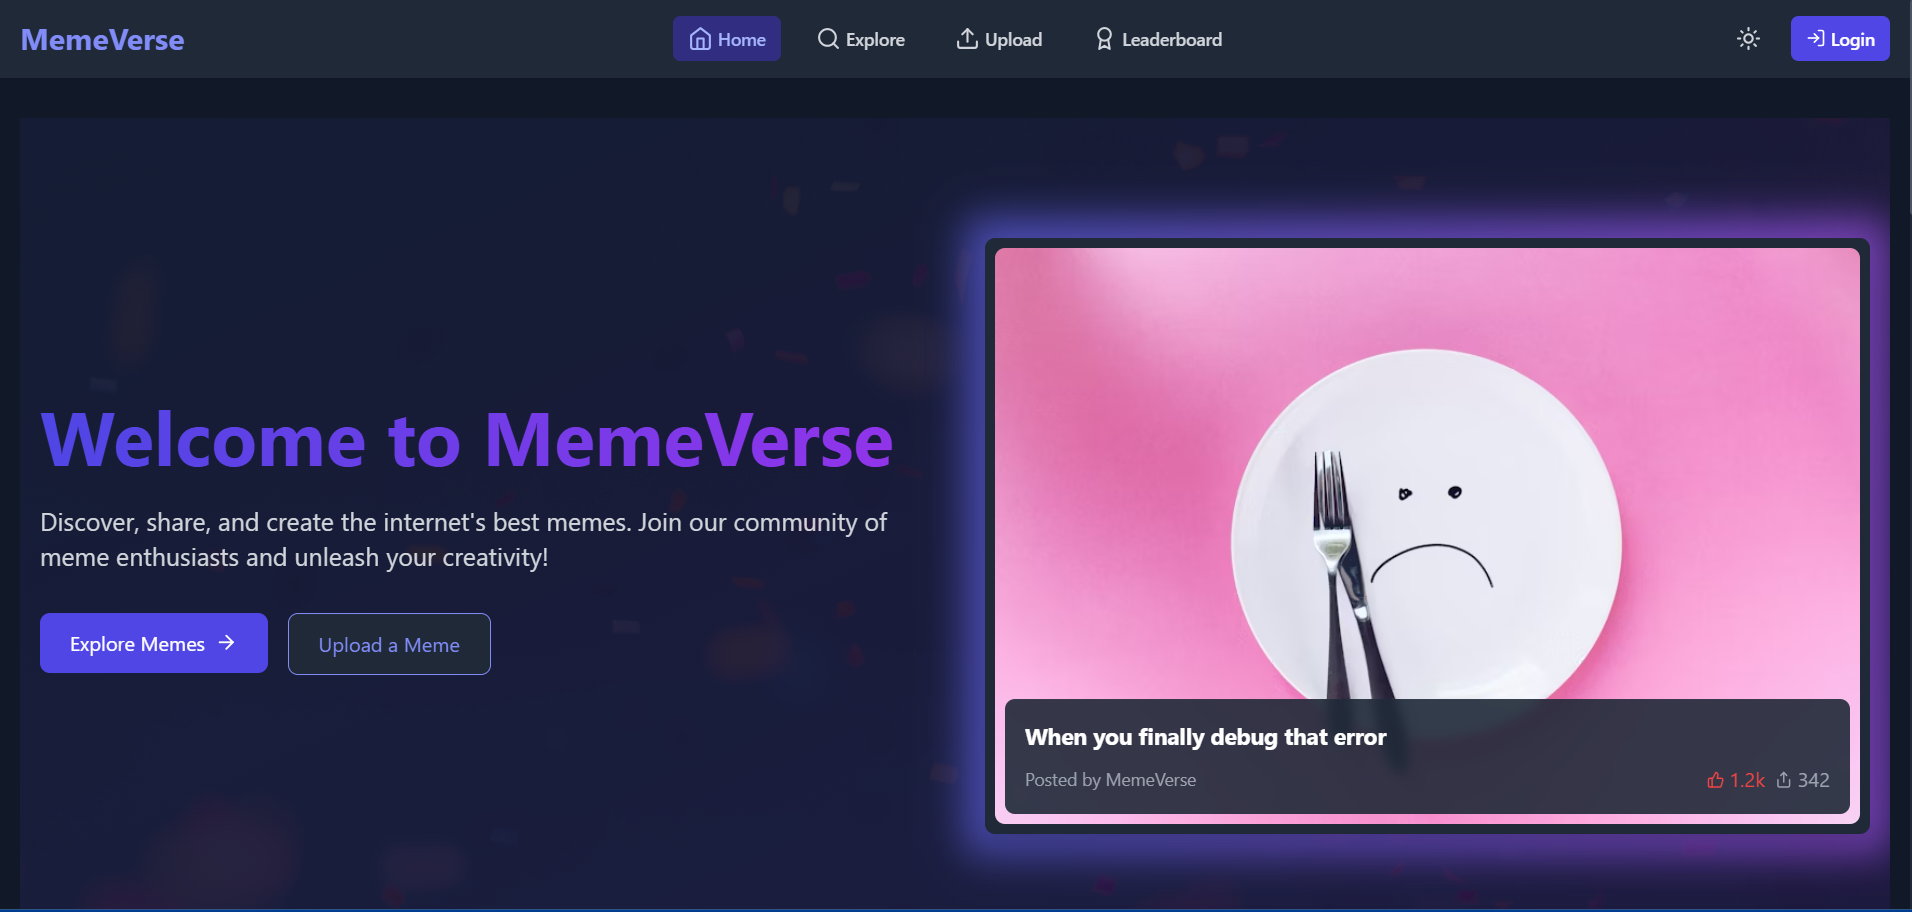 MemeVerse
Home
Explore
Upload
Leaderboard
Login
Welcome to MemeVerse
Discover, share, and create the internet's best memes. Join our community of
meme enthusiasts and unleash your creativity!
Explore Memes
Upload a Meme
When you finally debug that error
Posted by MemeVerse
1.2k
342